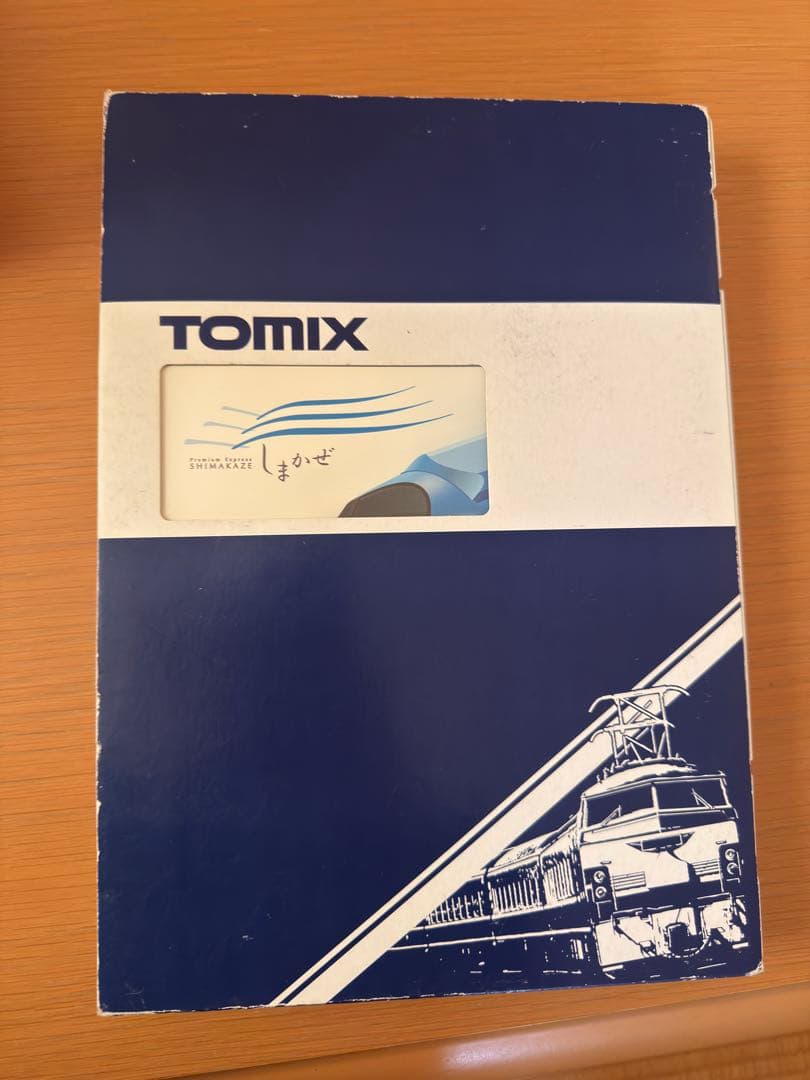 TOMIX
Premium Express
SHIMAKAZE
しまかぜ